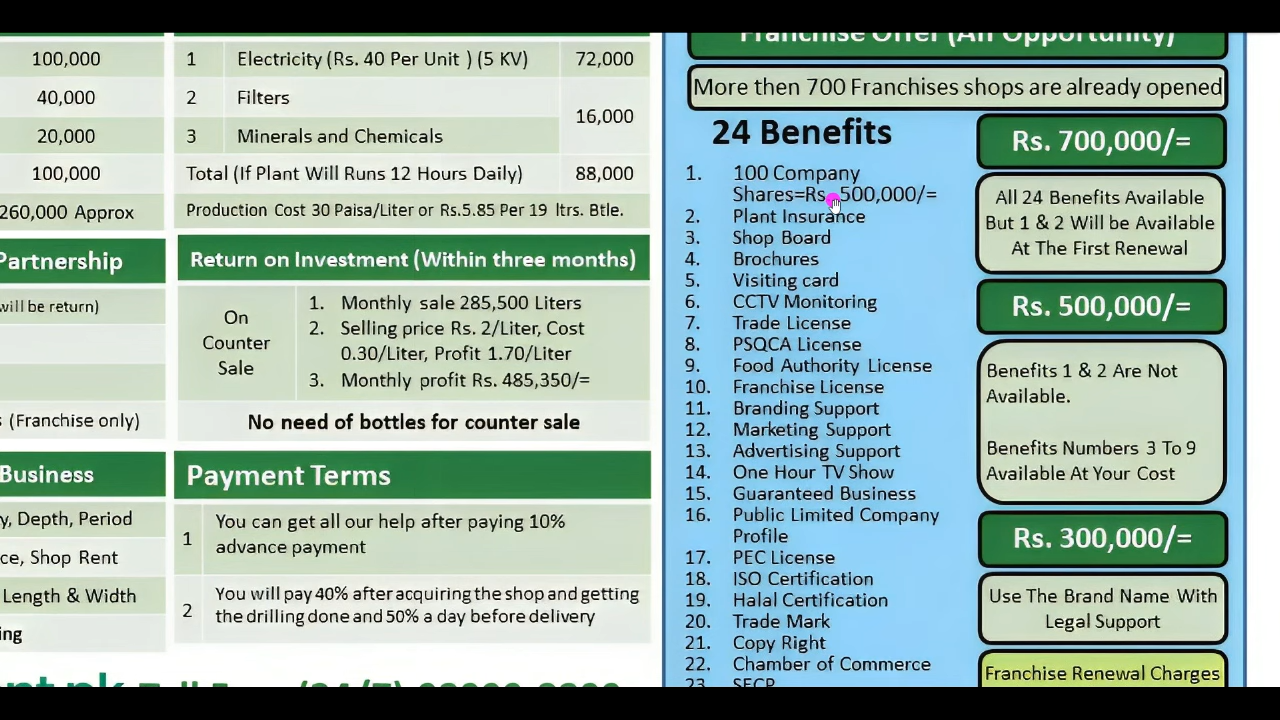 100,000
40,000
20,000
100,000
260,000 Approx
Partnership
will be return)
(Franchise only)
Business
y, Depth, Period
ce, Shop Rent
Length & Width
ing
1 Electricity (Rs. 40 Per Unit ) (5 KV) 72,000
2 Filters
16,000
3 Minerals and Chemicals
Total (If Plant Will Runs 12 Hours Daily) 88,000
Production Cost 30 Paisa/Liter or Rs.5.85 Per 19 ltrs. Btle.
Return on Investment (Within three months)
On
Counter
Sale
1. Monthly sale 285,500 Liters
2. Selling price Rs. 2/Liter, Cost
0.30/Liter, Profit 1.70/Liter
3. Monthly profit Rs. 485,350/=
No need of bottles for counter sale
Payment Terms
1 You can get all our help after paying 10%
advance payment
2 You will pay 40% after acquiring the shop and getting
the drilling done and 50% a day before delivery
Franchise Offer (An Opportunity)
More then 700 Franchises shops are already opened
24 Benefits
1. 100 Company
Shares=Rs. 500,000/=
2. Plant Insurance
3. Shop Board
4. Brochures
5. Visiting card
6. CCTV Monitoring
7. Trade License
8. PSQCA License
9. Food Authority License
10. Franchise License
11. Branding Support
12. Marketing Support
13. Advertising Support
14. One Hour TV Show
15. Guaranteed Business
16. Public Limited Company
Profile
17. PEC License
18. ISO Certification
19. Halal Certification
20. Trade Mark
21. Copy Right
22. Chamber of Commerce
23. SECP
Rs. 700,000/=
All 24 Benefits Available
But 1 & 2 Will be Available
At The First Renewal
Rs. 500,000/=
Benefits 1 & 2 Are Not
Available.
Benefits Numbers 3 To 9
Available At Your Cost
Rs. 300,000/=
Use The Brand Name With
Legal Support
Franchise Renewal Charges